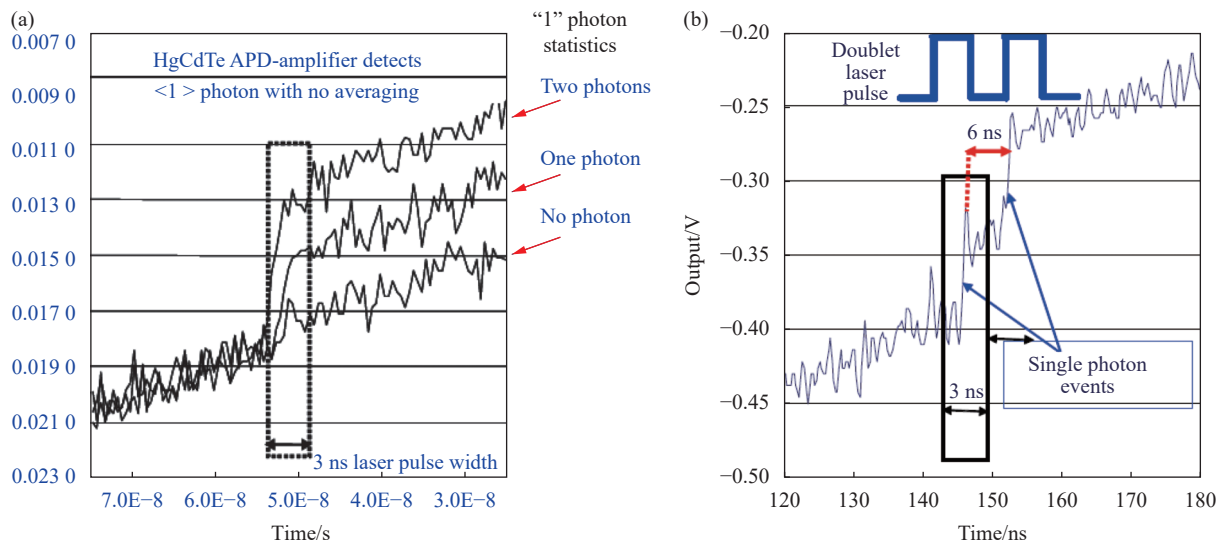 (a)
"1" photon
statistics
0.007 0
HgCdTe APD-amplifier detects
<1 > photon with no averaging
0.009 0
Two photons
0.011 0
One photon
0.013 0
No photon
0.015 0
0.017 0
0.019 0
0.021 0
0.023 0
3 ns laser pulse width
7.0E−8
6.0E−8
5.0E−8
4.0E−8
3.0E−8
Time/s
(b)
−0.20
Doublet
laser
pulse
−0.25
6 ns
−0.30
Output/V
−0.35
−0.40
Single photon
events
3 ns
−0.45
−0.50
120
130
140
150
160
170
180
Time/ns